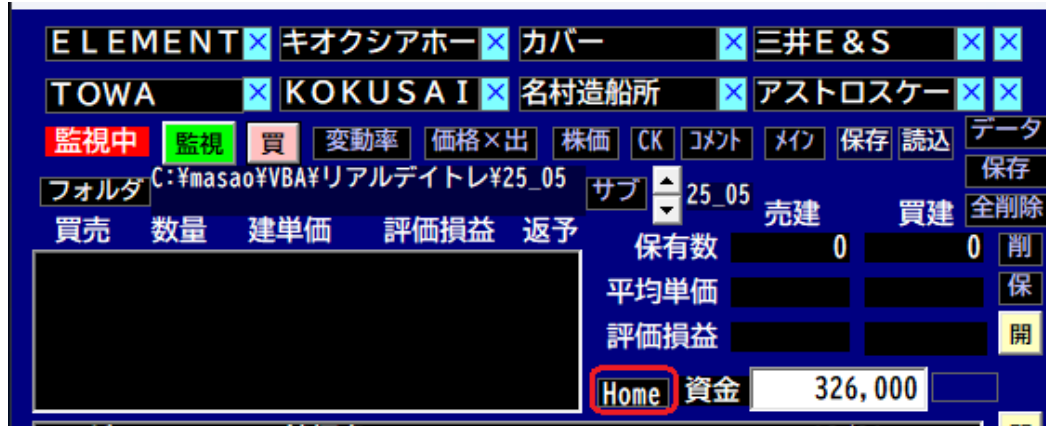 ＥＬＥＭＥＮＴ × キオクシアホー × カバー × 三井Ｅ＆Ｓ × ×
ＴＯＷＡ × ＫＯＫＵＳＡＩ × 名村造船所 × アストロスケー × ×
監視中 監視 買 変動率 価格×出 株価 CK ｺﾒﾝﾄ ﾒｲﾝ 保存 読込 データ
フォルダ C:¥masao¥VBA¥リアルデイトレ¥25_05 サブ 25_05 保存
買売 数量 建単価 評価損益 返予 売建 買建 全削除
保有数 0 0 削
平均単価 保
評価損益 開
Home 資金 326,000